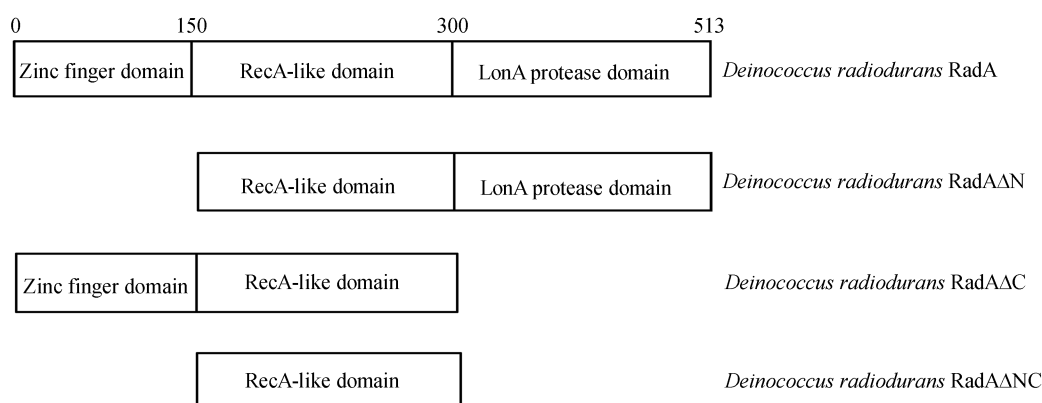 0 150 300 513
Zinc finger domain RecA-like domain LonA protease domain Deinococcus radiodurans RadA
RecA-like domain LonA protease domain Deinococcus radiodurans RadAΔN
Zinc finger domain RecA-like domain Deinococcus radiodurans RadAΔC
RecA-like domain Deinococcus radiodurans RadAΔNC